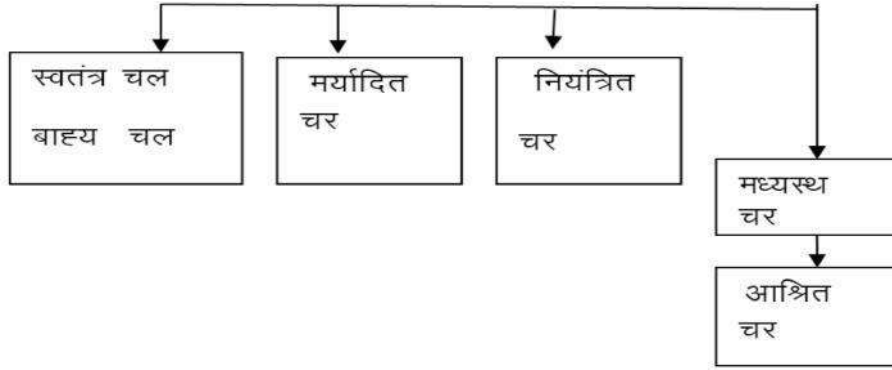 स्वतंत्र चल
बाह्य चल
मर्यादित
चर
नियंत्रित
चर
मध्यस्थ
चर
आश्रित
चर